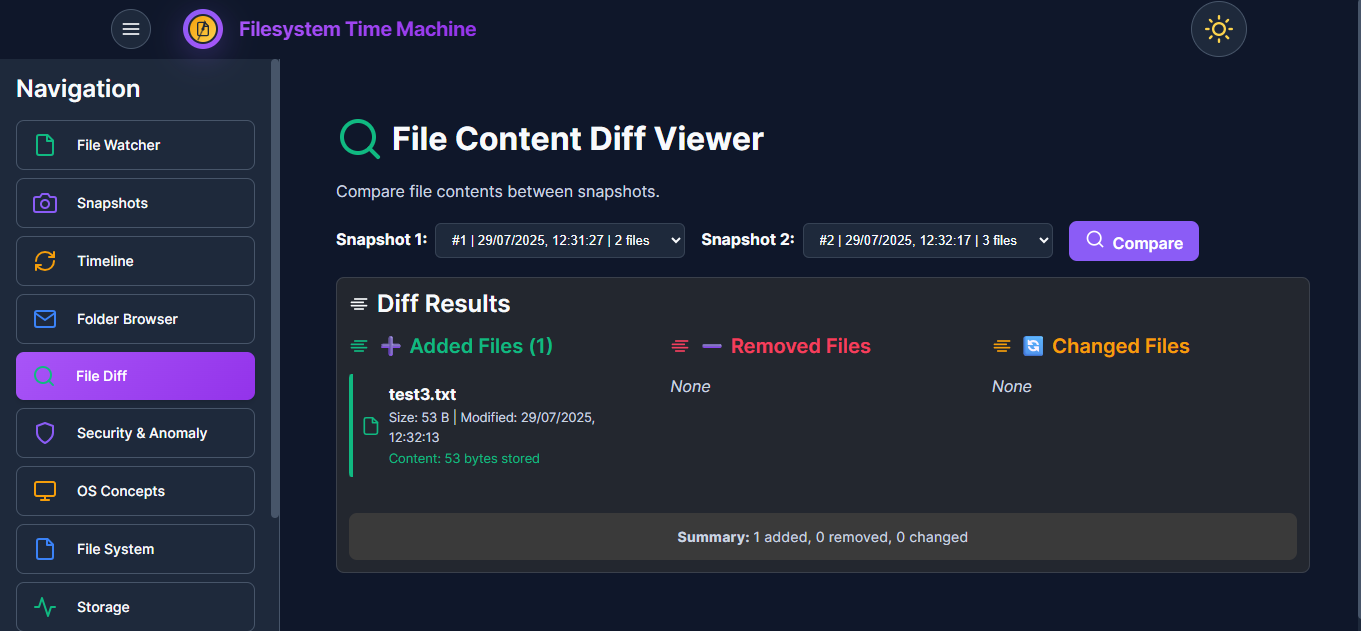 Filesystem Time Machine
Navigation
File Watcher
Snapshots
Timeline
Folder Browser
File Diff
Security & Anomaly
OS Concepts
File System
Storage
File Content Diff Viewer
Compare file contents between snapshots.
Snapshot 1: #1 | 29/07/2025, 12:31:27 | 2 files Snapshot 2: #2 | 29/07/2025, 12:32:17 | 3 files Compare
Diff Results
Added Files (1)
test3.txt
Size: 53 B | Modified: 29/07/2025,
12:32:13
Content: 53 bytes stored
Removed Files
None
Changed Files
None
Summary: 1 added, 0 removed, 0 changed